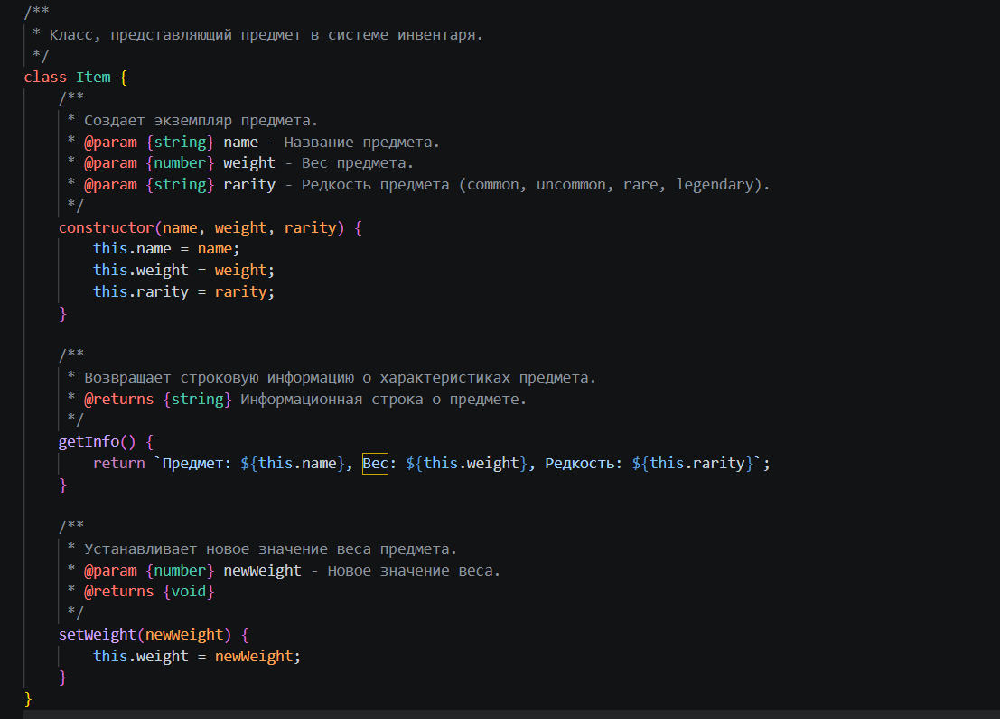 /**
 * Класс, представляющий предмет в системе инвентаря.
 */
class Item {
    /**
     * Создает экземпляр предмета.
     * @param {string} name - Название предмета.
     * @param {number} weight - Вес предмета.
     * @param {string} rarity - Редкость предмета (common, uncommon, rare, legendary).
     */
    constructor(name, weight, rarity) {
        this.name = name;
        this.weight = weight;
        this.rarity = rarity;
    }

    /**
     * Возвращает строковую информацию о характеристиках предмета.
     * @returns {string} Информационная строка о предмете.
     */
    getInfo() {
        return `Предмет: ${this.name}, Вес: ${this.weight}, Редкость: ${this.rarity}`;
    }

    /**
     * Устанавливает новое значение веса предмета.
     * @param {number} newWeight - Новое значение веса.
     * @returns {void}
     */
    setWeight(newWeight) {
        this.weight = newWeight;
    }
}